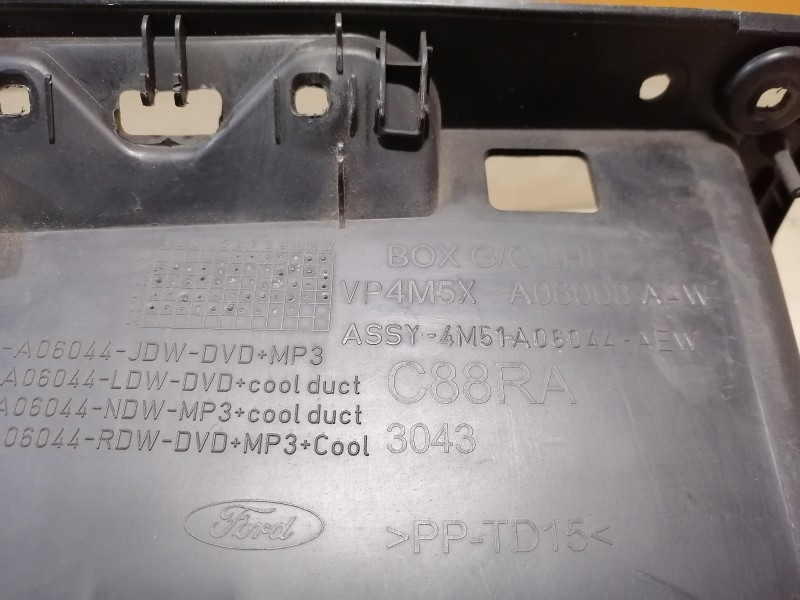 BOX G/C LHD
VP4M5X A06008 AAW
ASSY-4M51-A06044-AEW
-A06044-JDW-DVD+MP3
A06044-LDW-DVD+cool duct
A06044-NDW-MP3+cool duct
06044-RDW-DVD+MP3+Cool
C88RA
3043
Ford
>PP-TD15<